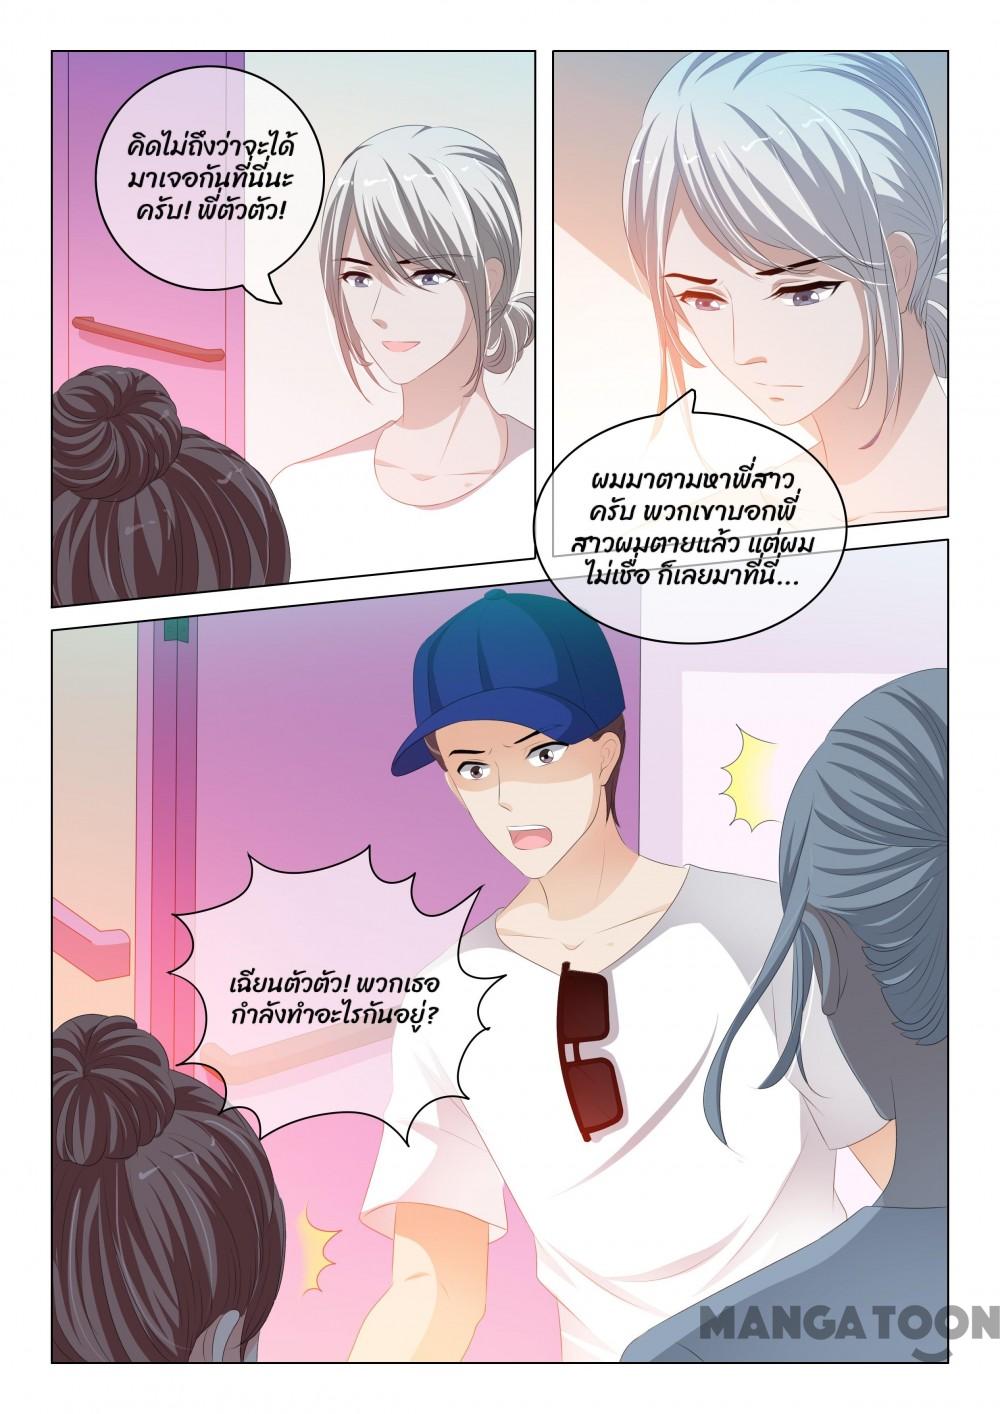 คิดไม่ถึงว่าจะได้
มาเจอกันที่นี่นะ
ครับ! พี่ตัวตัว!
ผมมาตามหาพี่สาว
ครับ พวกเขาบอกพี่
สาวผมตายแล้ว แต่ผม
ไม่เชื่อ ก็เลยมาที่นี่...
เฉียนตัวตัว! พวกเธอ
กำลังทำอะไรกันอยู่?
MANGATOON